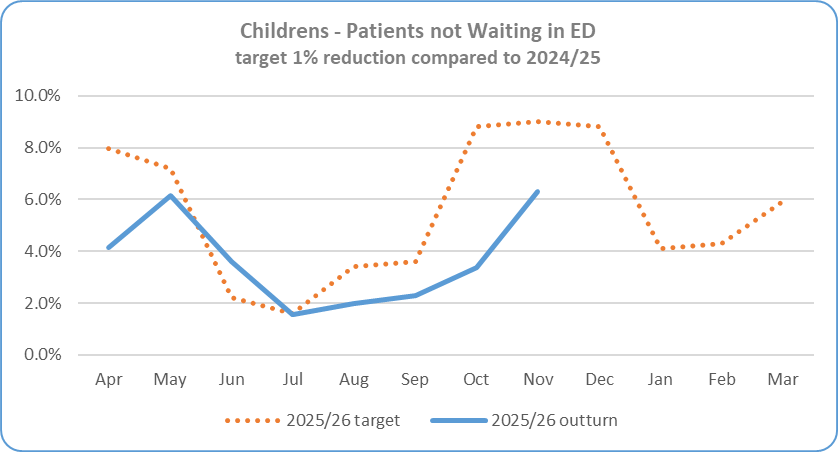 Childrens - Patients not Waiting in ED
target 1% reduction compared to 2024/25
10.0%
8.0%
6.0%
4.0%
2.0%
0.0%
Apr May Jun Jul Aug Sep Oct Nov Dec Jan Feb Mar
2025/26 target 2025/26 outturn